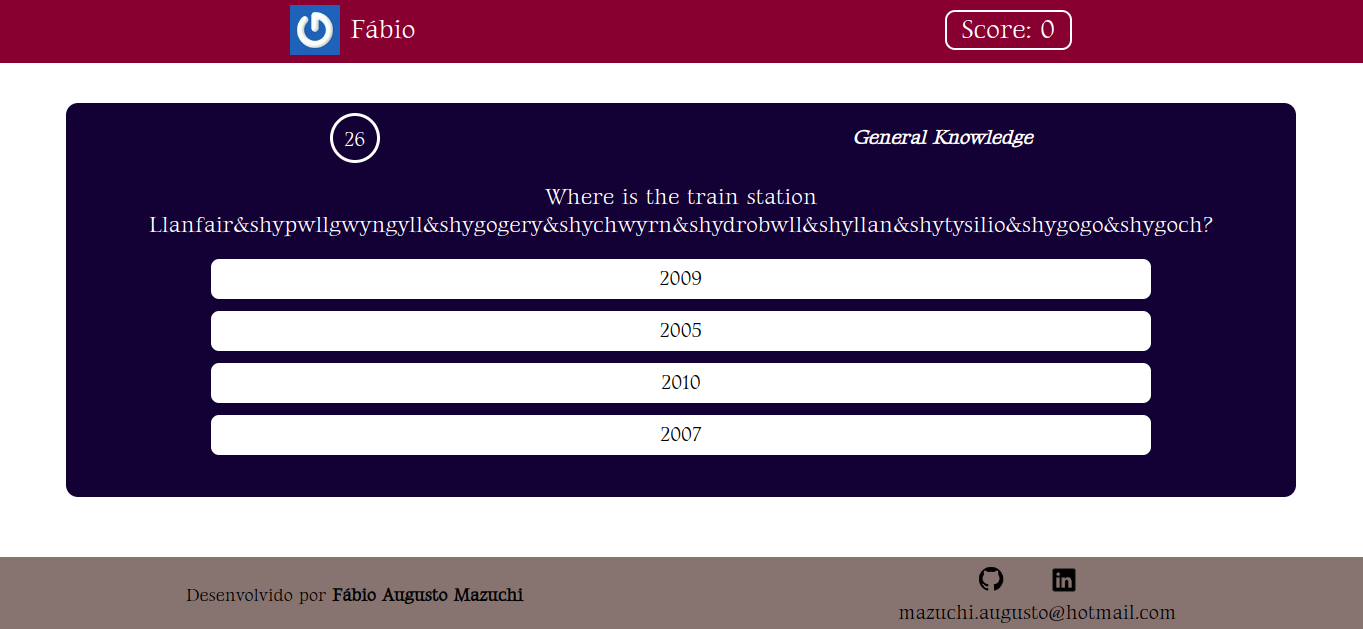 Fábio
Score: 0
26
General Knowledge
Where is the train station
Llanfair&shypwllgwyngyll&shygogery&shychwyrn&shydrobwll&shyllan&shytysilio&shygogo&shygoch?
2009
2005
2010
2007
Desenvolvido por Fábio Augusto Mazuchi
mazuchi.augusto@hotmail.com